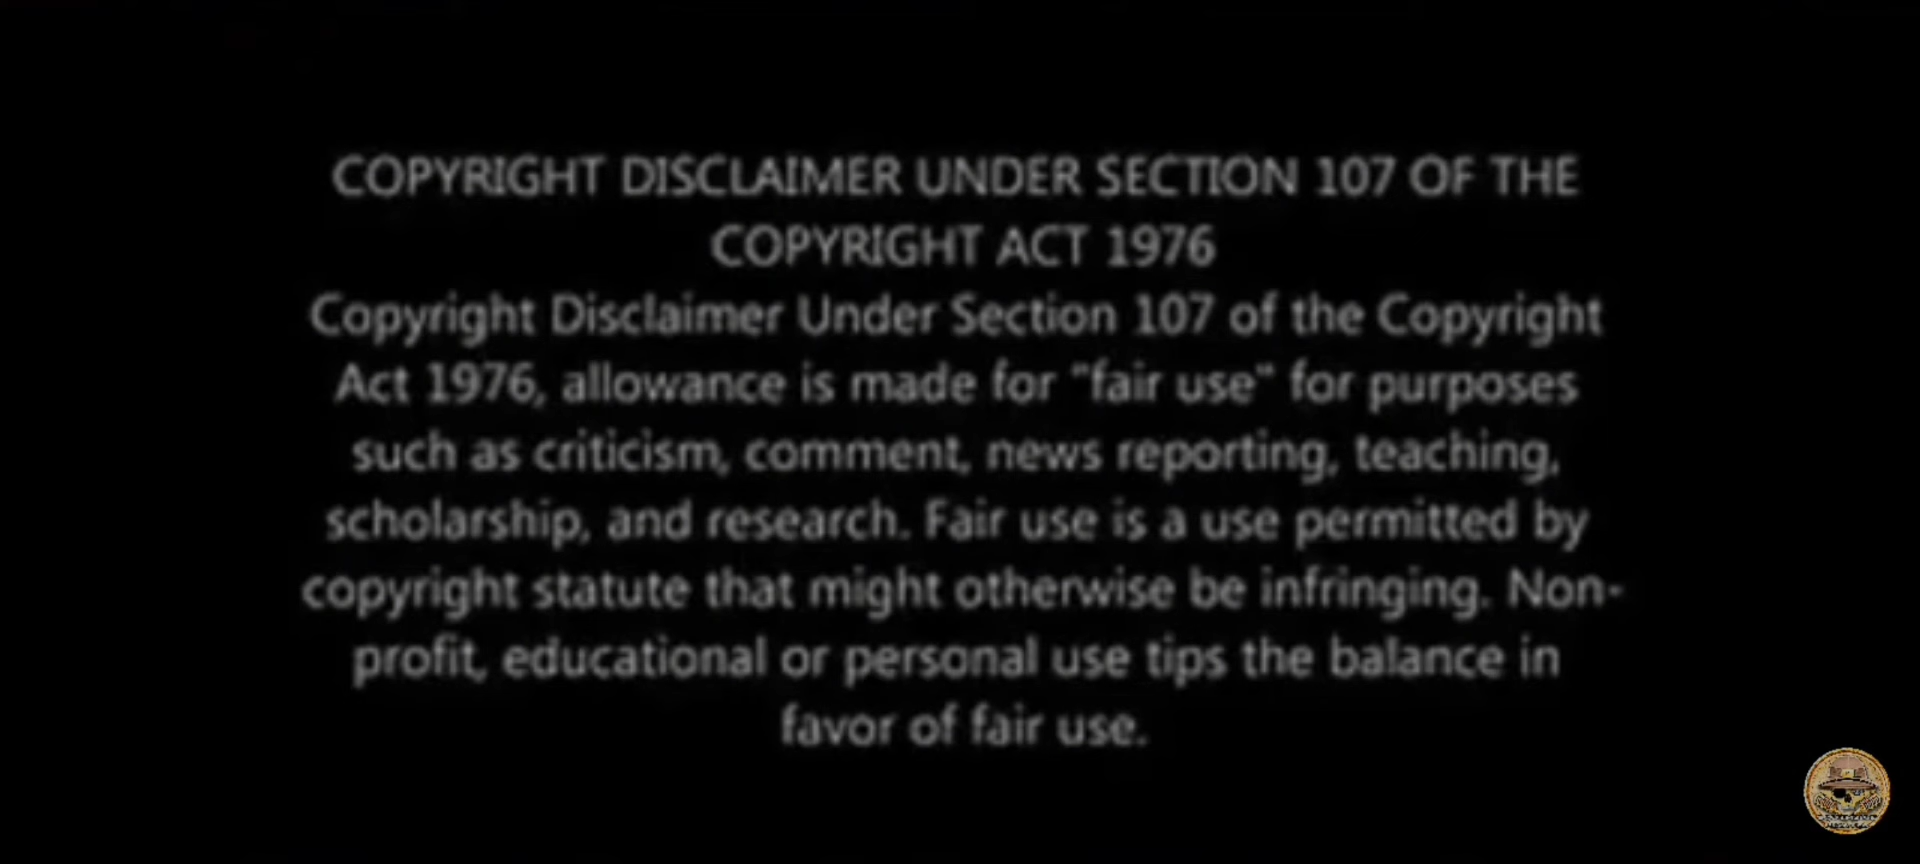 COPYRIGHT DISCLAIMER UNDER SECTION 107 OF THE
COPYRIGHT ACT 1976
Copyright Disclaimer Under Section 107 of the Copyright
Act 1976, allowance is made for "fair use" for purposes
such as criticism, comment, news reporting, teaching,
scholarship, and research. Fair use is a use permitted by
copyright statute that might otherwise be infringing. Non-
profit, educational or personal use tips the balance in
favor of fair use.